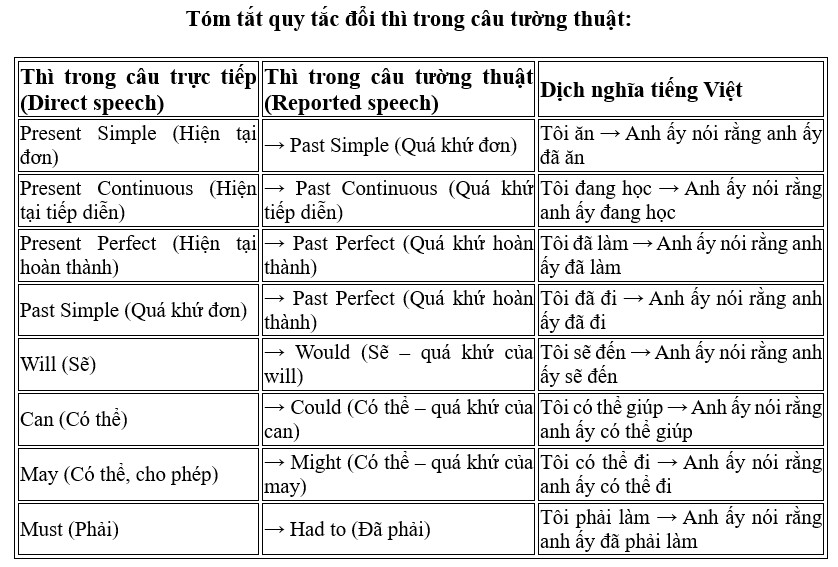 Tóm tắt quy tắc đổi thì trong câu tường thuật:
Thì trong câu trực tiếp
(Direct speech)
Thì trong câu tường thuật
(Reported speech)
Dịch nghĩa tiếng Việt
Present Simple (Hiện tại
đơn)
→ Past Simple (Quá khứ đơn)
Tôi ăn → Anh ấy nói rằng anh ấy
đã ăn
Present Continuous (Hiện
tại tiếp diễn)
→ Past Continuous (Quá khứ
tiếp diễn)
Tôi đang học → Anh ấy nói rằng
anh ấy đang học
Present Perfect (Hiện tại
hoàn thành)
→ Past Perfect (Quá khứ hoàn
thành)
Tôi đã làm → Anh ấy nói rằng anh
ấy đã làm
Past Simple (Quá khứ đơn)
→ Past Perfect (Quá khứ hoàn
thành)
Tôi đã đi → Anh ấy nói rằng anh
ấy đã đi
Will (Sẽ)
→ Would (Sẽ – quá khứ của
will)
Tôi sẽ đến → Anh ấy nói rằng anh
ấy sẽ đến
Can (Có thể)
→ Could (Có thể – quá khứ của
can)
Tôi có thể giúp → Anh ấy nói rằng
anh ấy có thể giúp
May (Có thể, cho phép)
→ Might (Có thể – quá khứ của
may)
Tôi có thể đi → Anh ấy nói rằng
anh ấy có thể đi
Must (Phải)
→ Had to (Đã phải)
Tôi phải làm → Anh ấy nói rằng
anh ấy đã phải làm